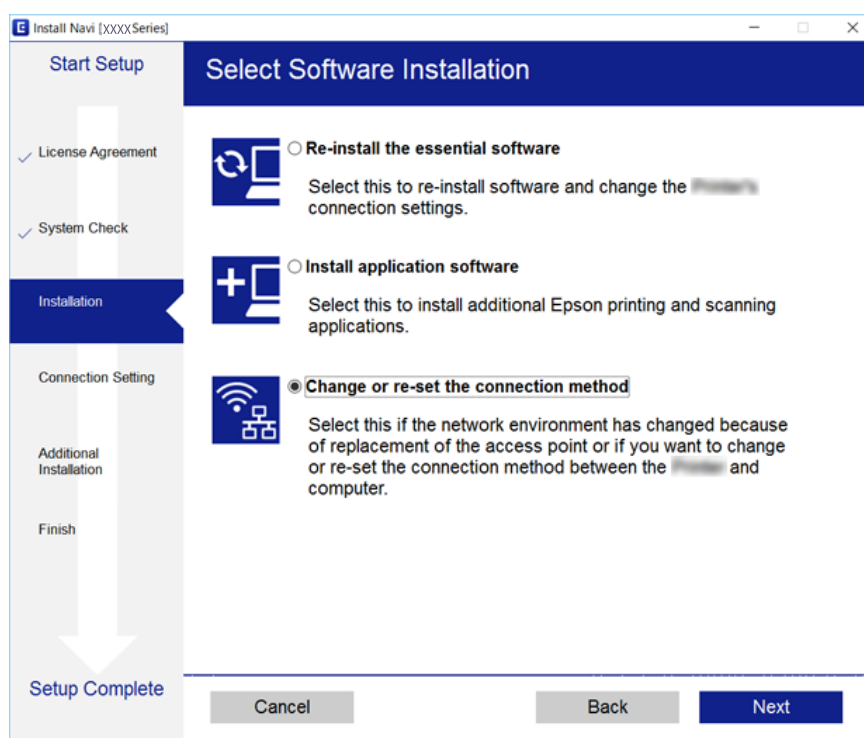 Install Navi [XXXX Series]
Start Setup
License Agreement
System Check
Installation
Connection Setting
Additional
Installation
Finish
Setup Complete
Select Software Installation
Re-install the essential software
Select this to re-install software and change the
connection settings.
Install application software
Select this to install additional Epson printing and scanning
applications.
Change or re-set the connection method
Select this if the network environment has changed because
of replacement of the access point or if you want to change
or re-set the connection method between the and
computer.
Cancel
Back
Next